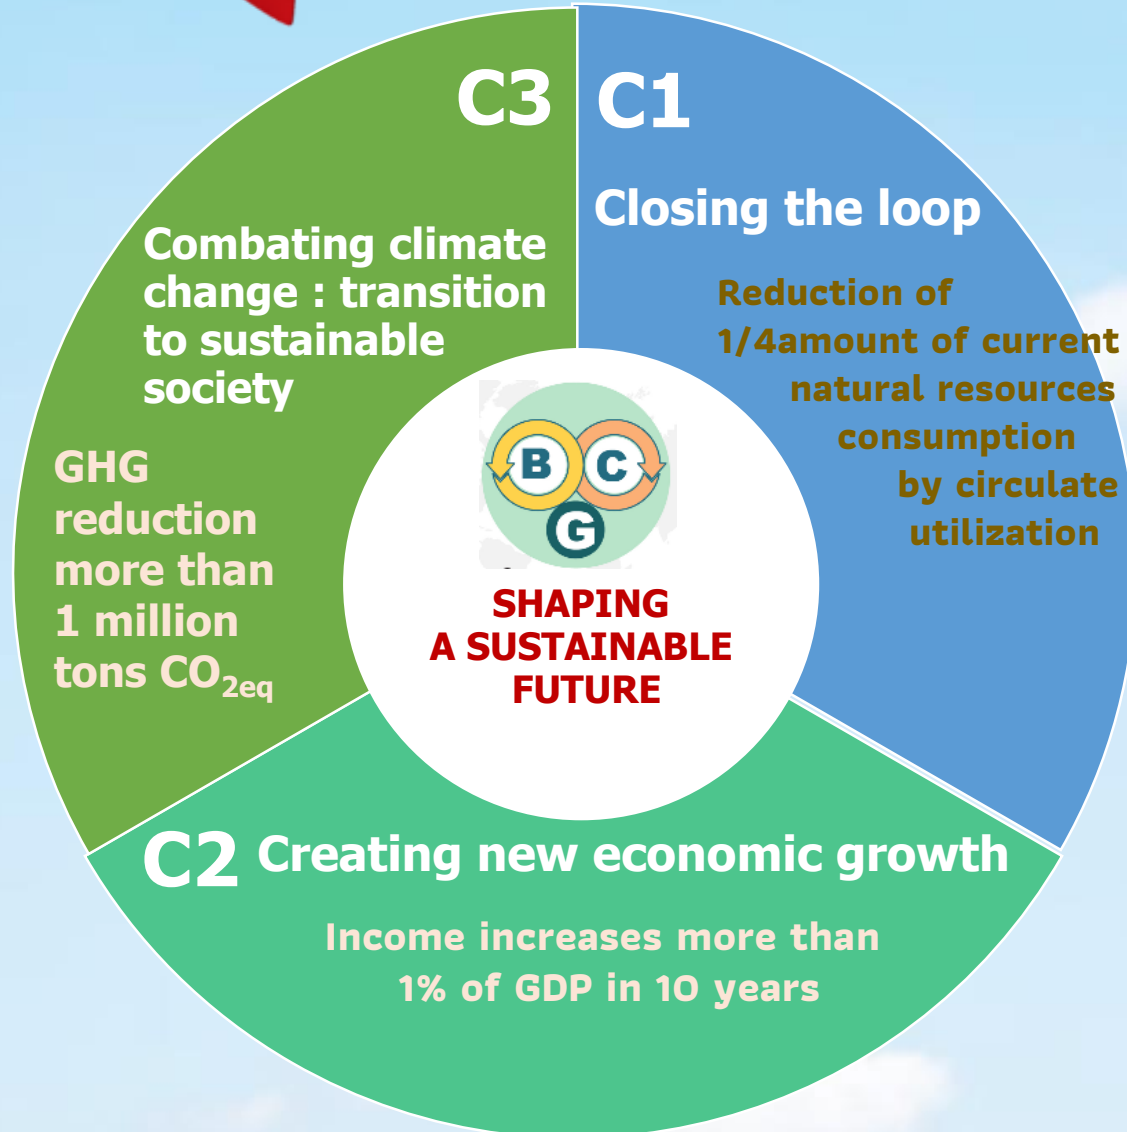 C1
Closing the loop
Reduction of
1/4amount of current
natural resources
consumption
by circulate
utilization
C2 Creating new economic growth
Income increases more than
1% of GDP in 10 years
C3
Combating climate
change : transition
to sustainable
society
GHG
reduction
more than
1 million
tons CO2eq
B C
G
SHAPING
A SUSTAINABLE
FUTURE